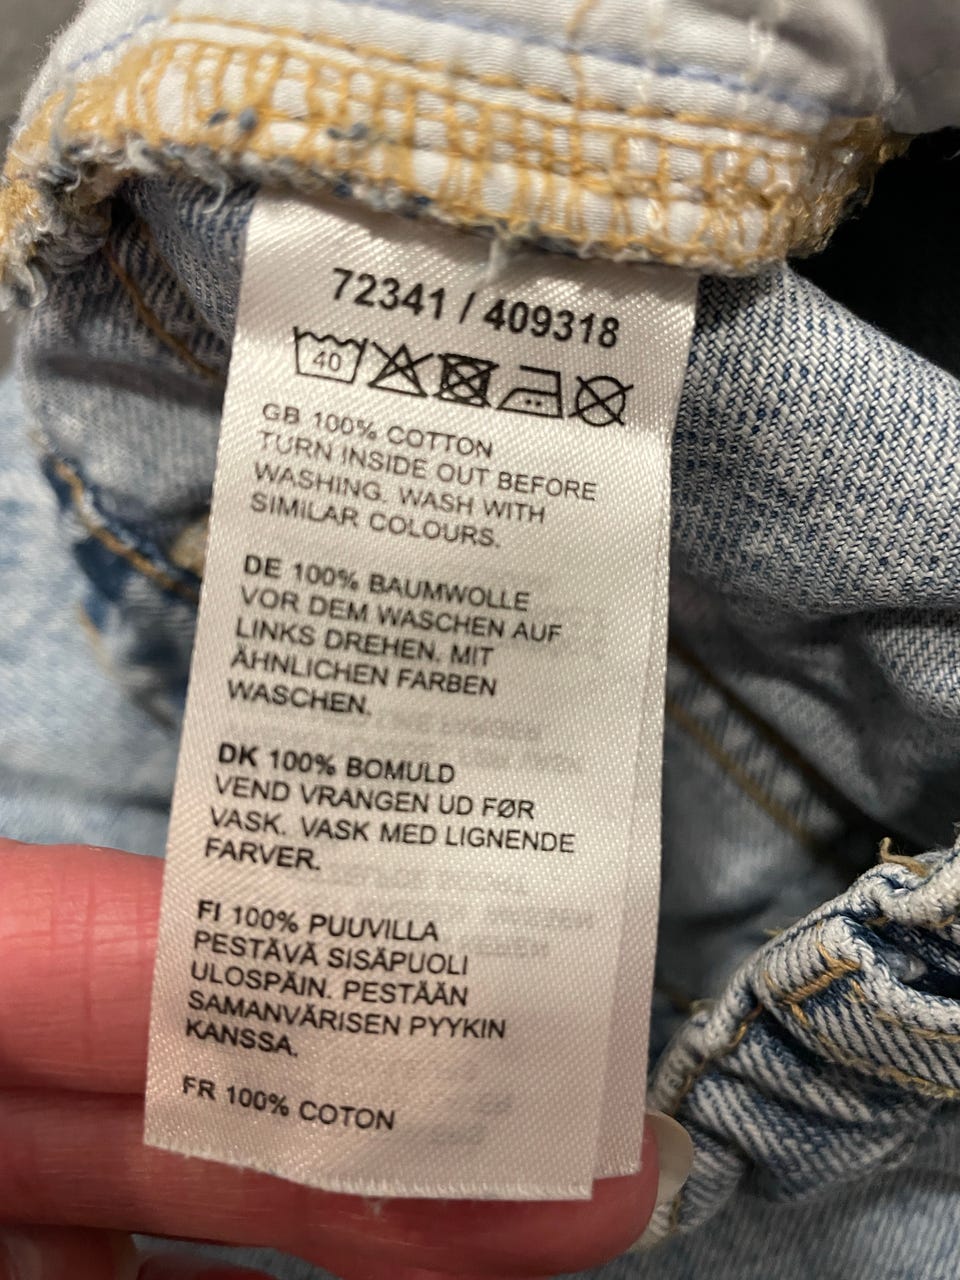 72341 / 409318
40
GB 100% COTTON
TURN INSIDE OUT BEFORE
WASHING. WASH WITH
SIMILAR COLOURS.
DE 100% BAUMWOLLE
VOR DEM WASCHEN AUF
LINKS DREHEN. MIT
ÄHNLICHEN FARBEN
WASCHEN.
DK 100% BOMULD
VEND VRANGEN UD FØR
VASK. VASK MED LIGNENDE
FARVER.
FI 100% PUUVILLA
PESTÄVÄ SISÄPUOLI
ULOSPÄIN. PESTÄÄN
SAMANVÄRISEN PYYKIN
KANSSA.
FR 100% COTON